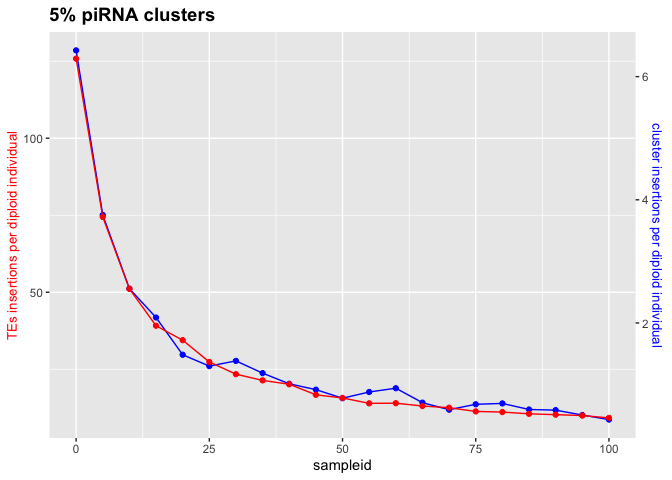 5% piRNA clusters
TEs insertions per diploid individual
100
50
6
4
2
cluster insertions per diploid individual
0
25
50
75
100
sampleid